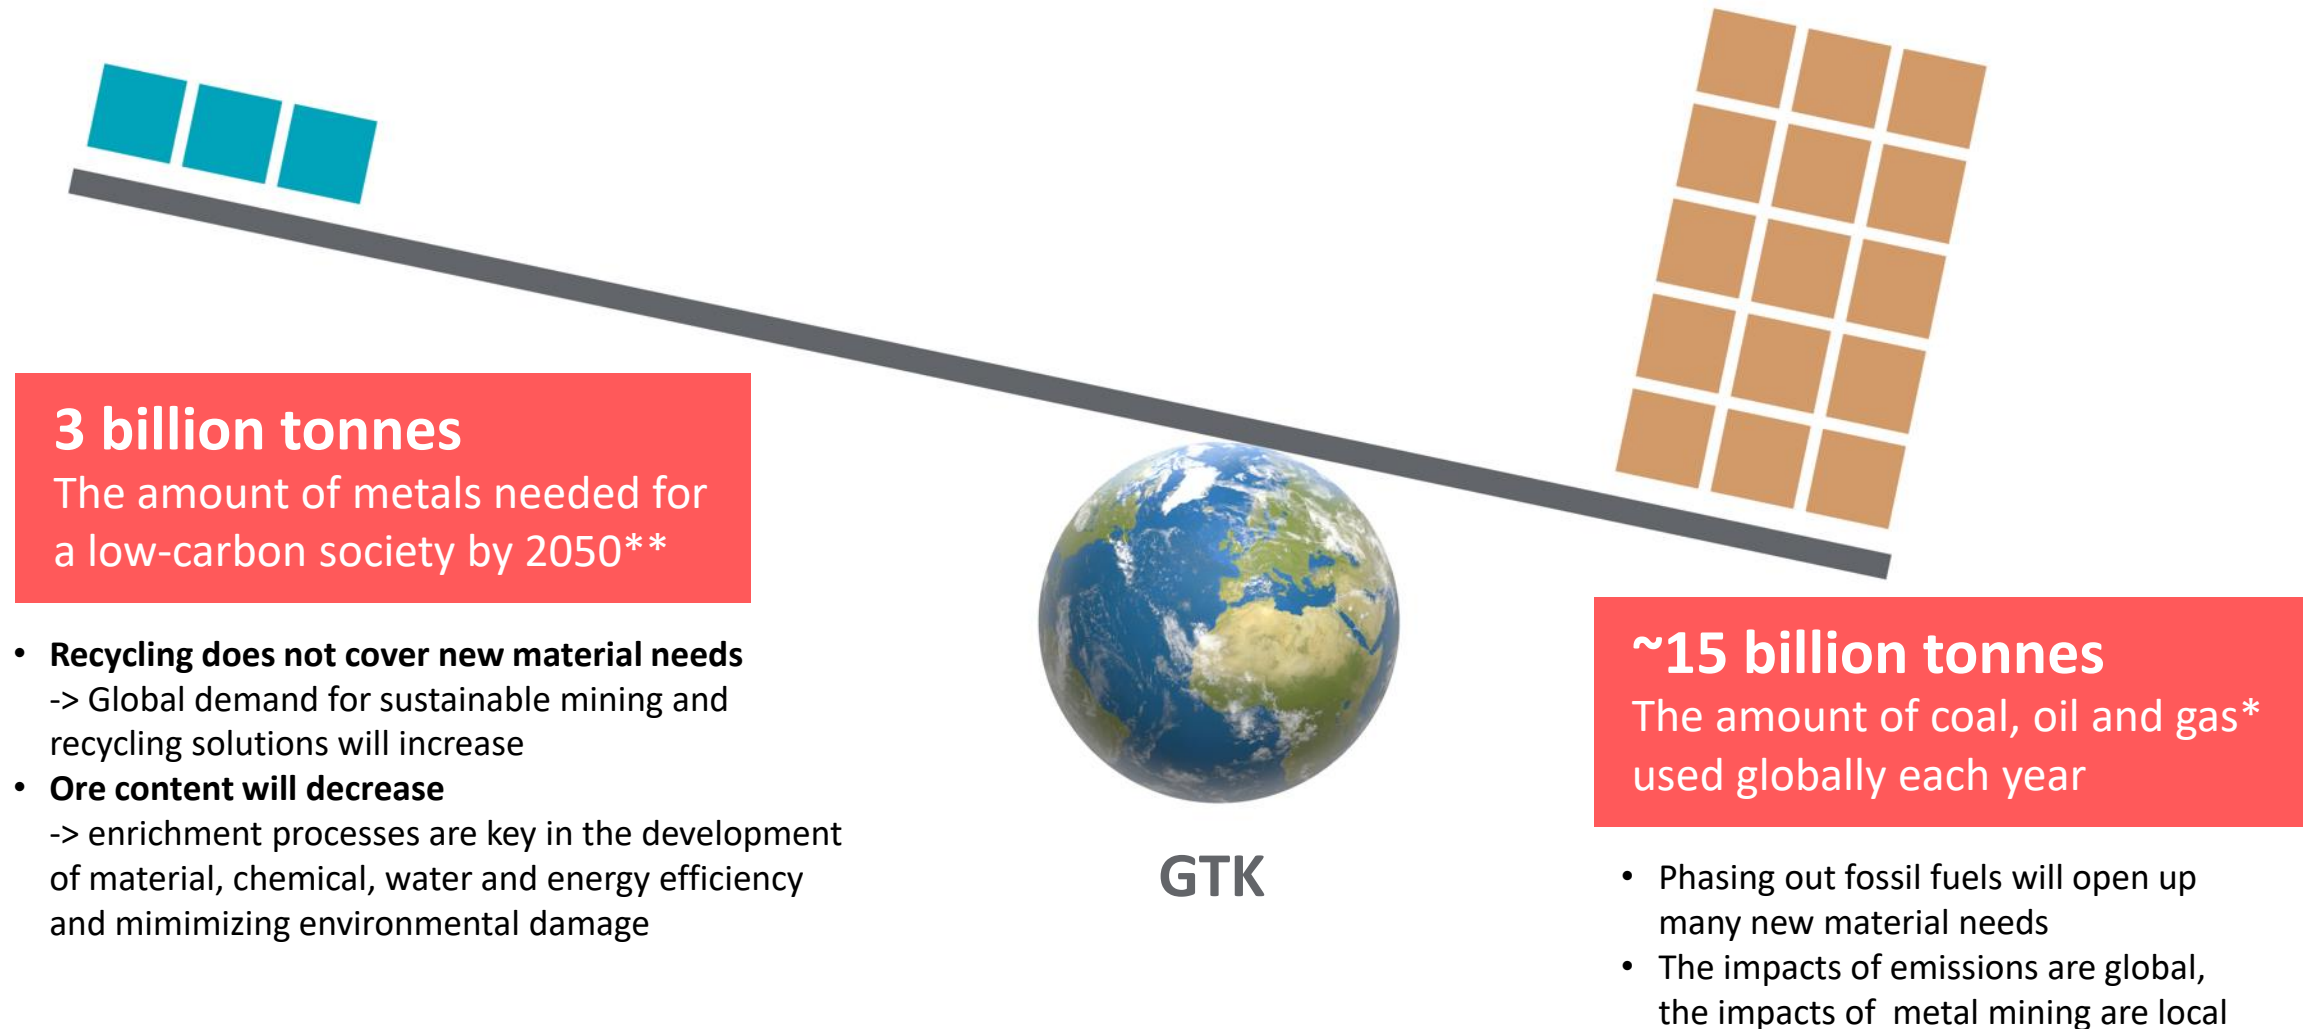 3 billion tonnes
The amount of metals needed for
a low-carbon society by 2050**
• Recycling does not cover new material needs
-> Global demand for sustainable mining and
recycling solutions will increase
• Ore content will decrease
-> enrichment processes are key in the development
of material, chemical, water and energy efficiency
and mimimizing environmental damage
GTK
~15 billion tonnes
The amount of coal, oil and gas*
used globally each year
• Phasing out fossil fuels will open up
many new material needs
• The impacts of emissions are global,
the impacts of metal mining are local